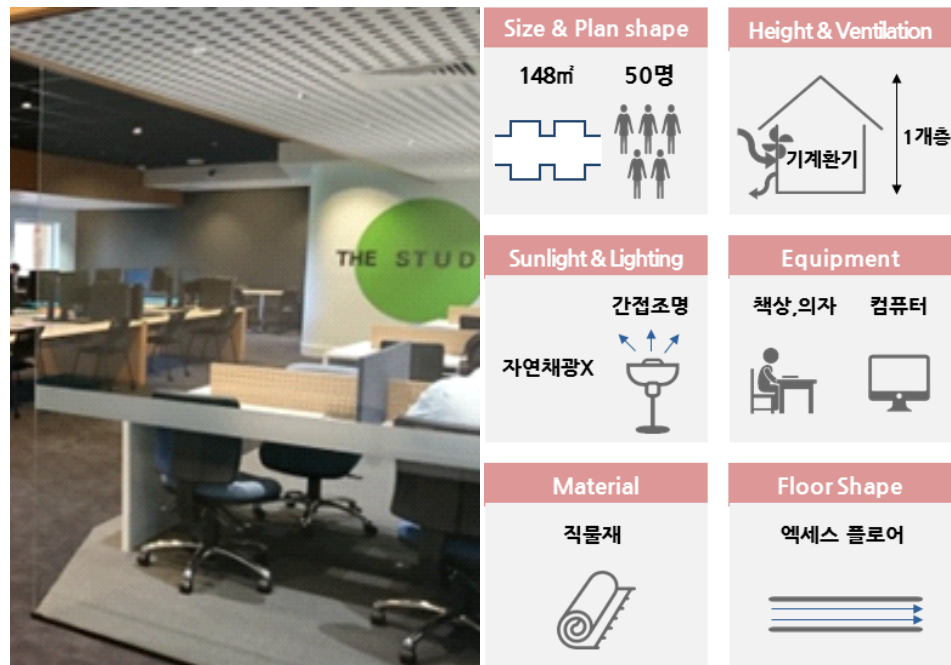 THE STUD
Size & Plan shape
148㎡ 50명
Height & Ventilation
기계환기
1개층
Sunlight & Lighting
간접조명
자연채광X
Equipment
책상,의자 컴퓨터
Material
직물재
Floor Shape
엑세스 플로어